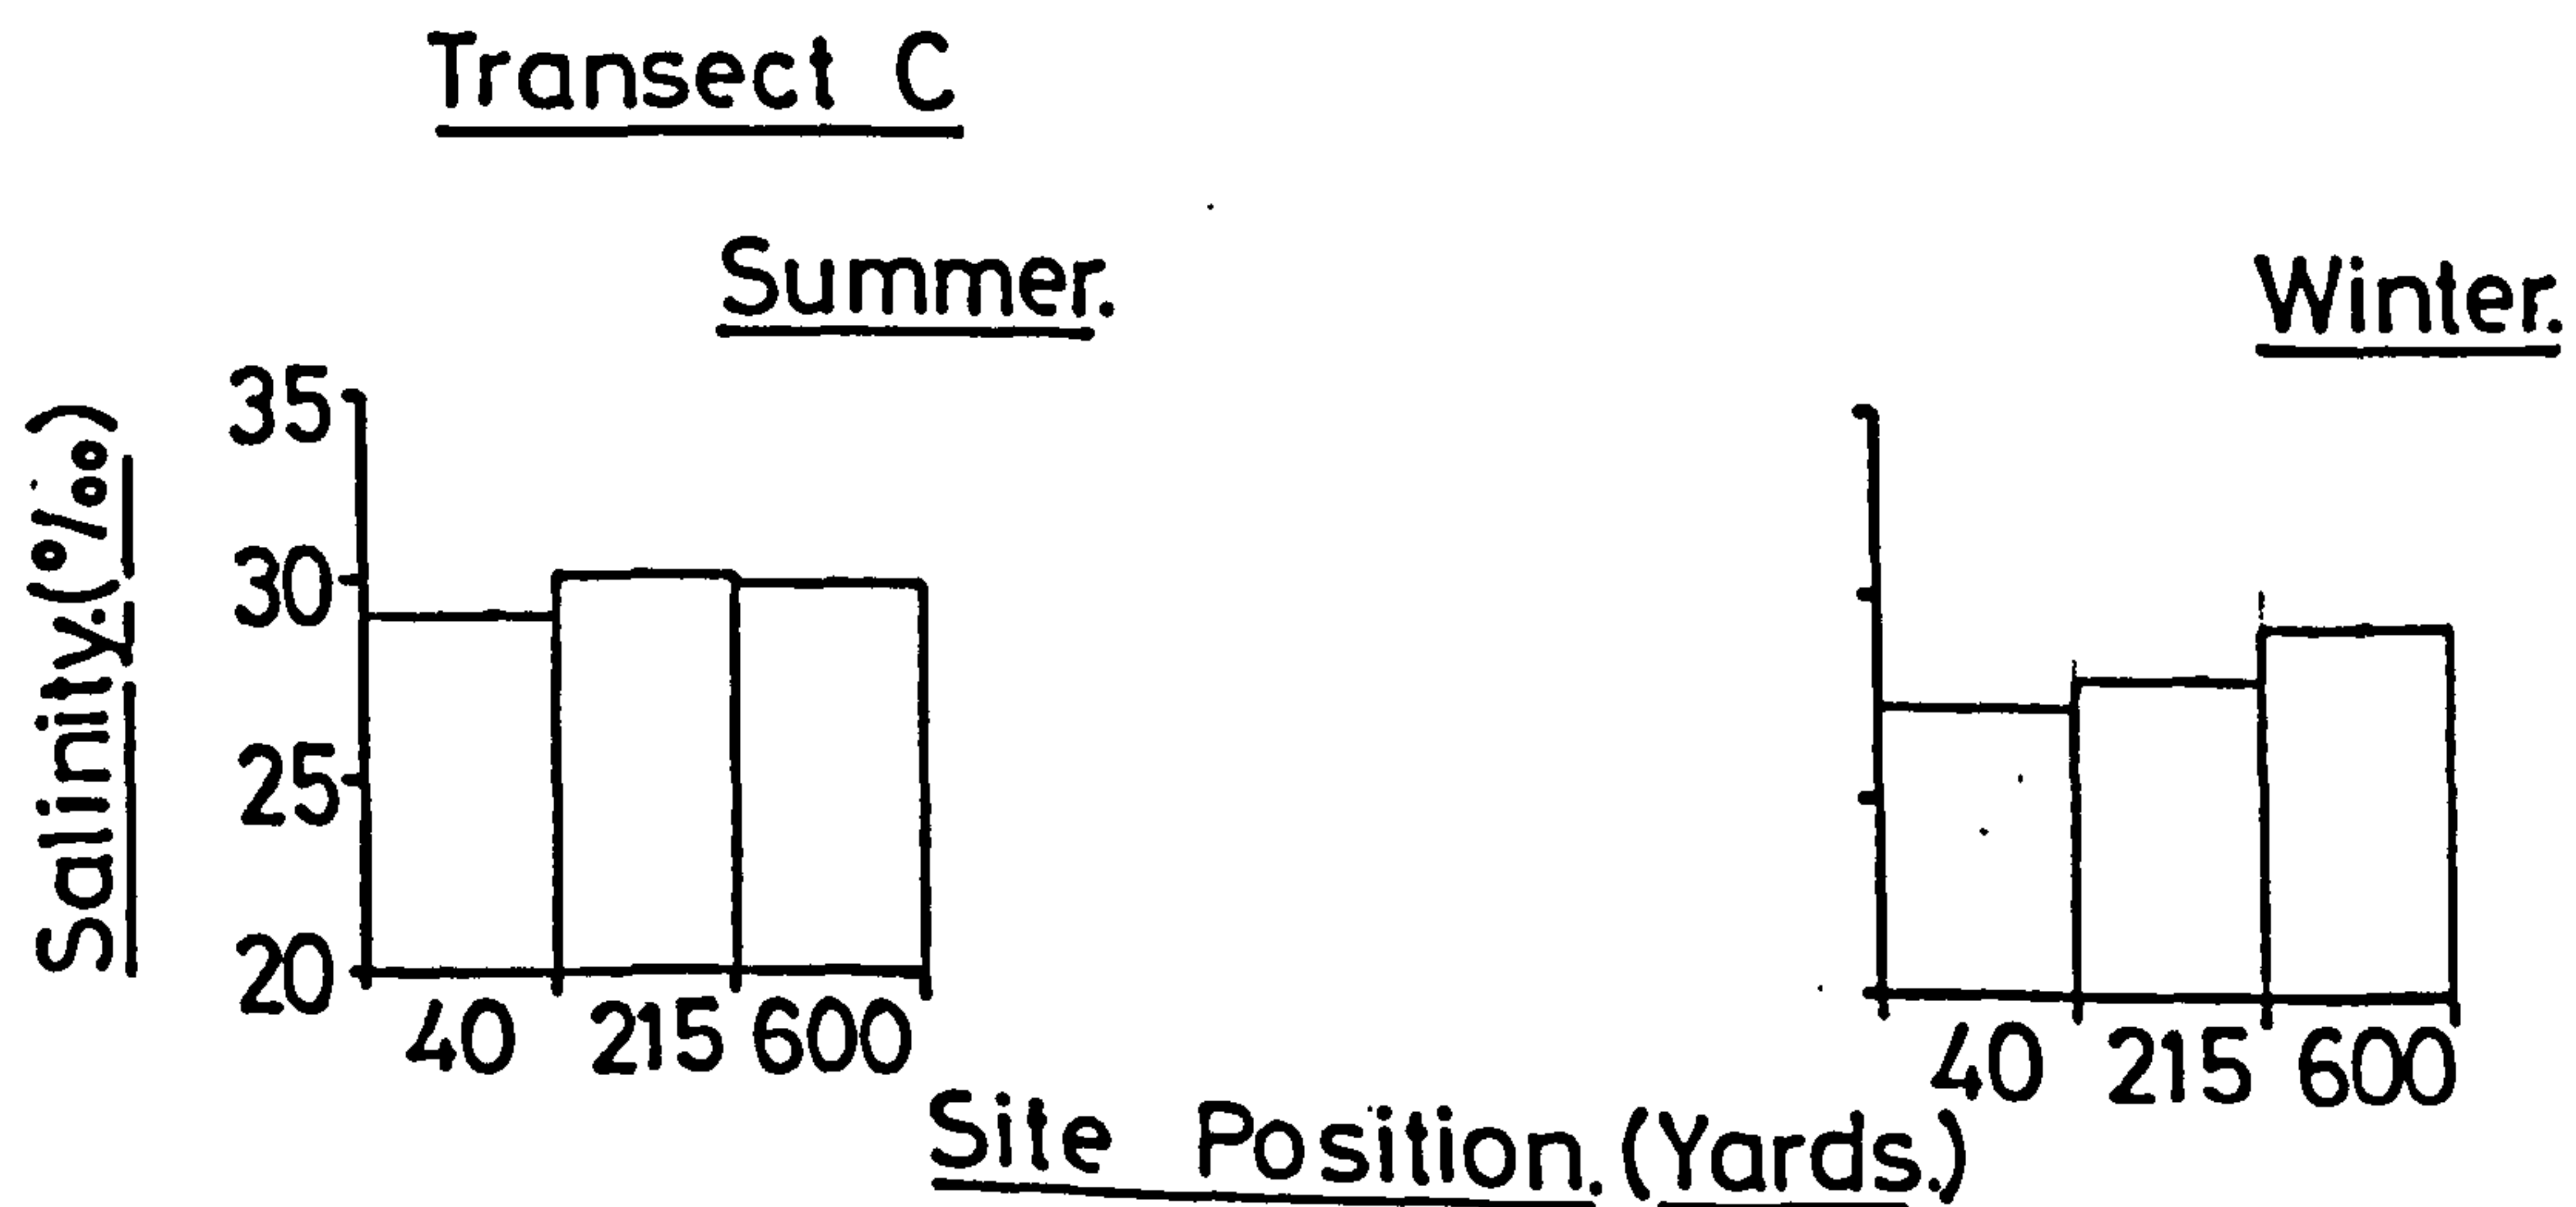 Transect C
Summer.
Winter.
Salinity.(‰)
35
30
25
20
40 215 600
40 215 600
Site Position.(Yards.)